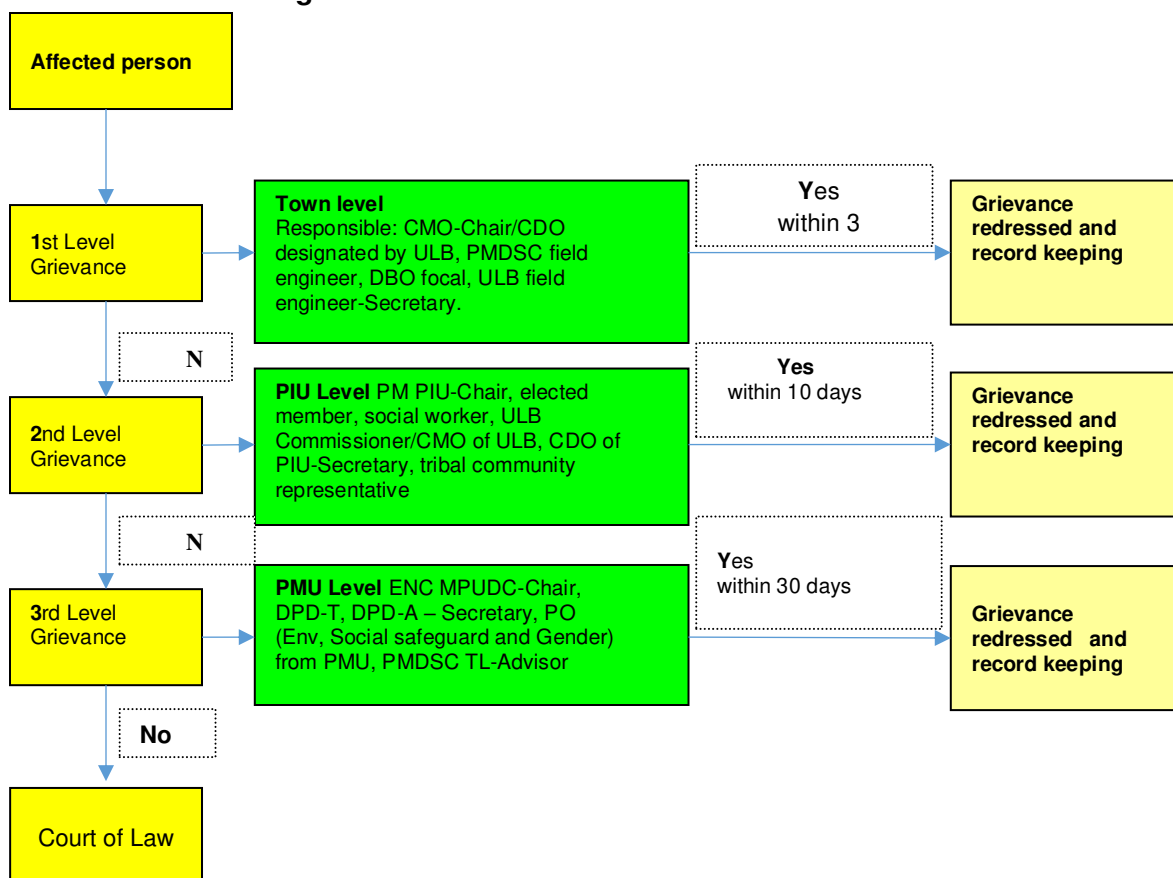 Affected person
1st Level
Grievance
Town level
Responsible: CMO-Chair/CDO
designated by ULB, PMDSC field
engineer, DBO focal, ULB field
engineer-Secretary.
Yes
within 3
Grievance
redressed and
record keeping
N
2nd Level
Grievance
PIU Level PM PIU-Chair, elected
member, social worker, ULB
Commissioner/CMO of ULB, CDO of
PIU-Secretary, tribal community
representative
Yes
within 10 days
Grievance
redressed and
record keeping
N
3rd Level
Grievance
PMU Level ENC MPUDC-Chair,
DPD-T, DPD-A – Secretary, PO
(Env, Social safeguard and Gender)
from PMU, PMDSC TL-Advisor
Yes
within 30 days
Grievance
redressed and
record keeping
No
Court of Law